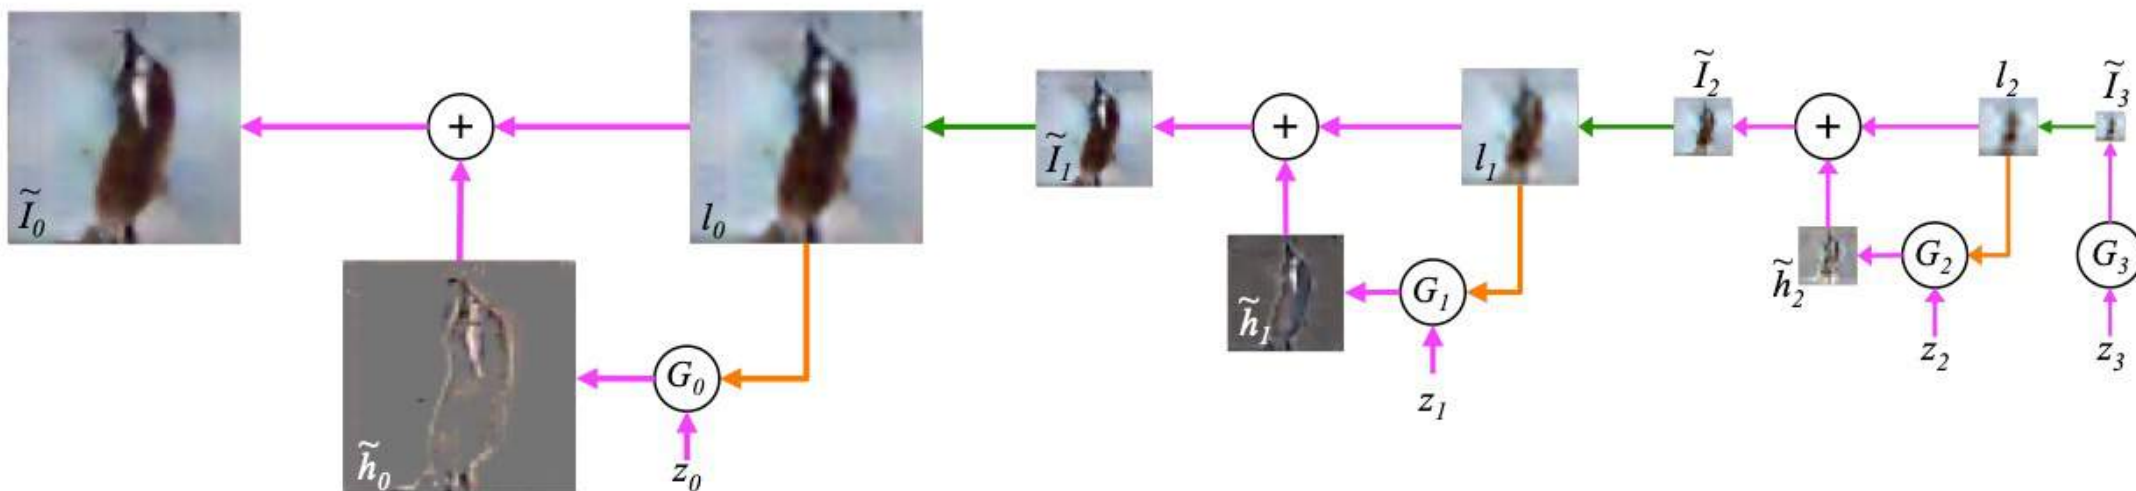 Ĩ₀
+
l₀
h̃₀
G₀
z₀
Ĩ₁
+
l₁
h̃₁
G₁
z₁
Ĩ₂
+
l₂
Ĩ₃
h̃₂
G₂
G₃
z₂
z₃